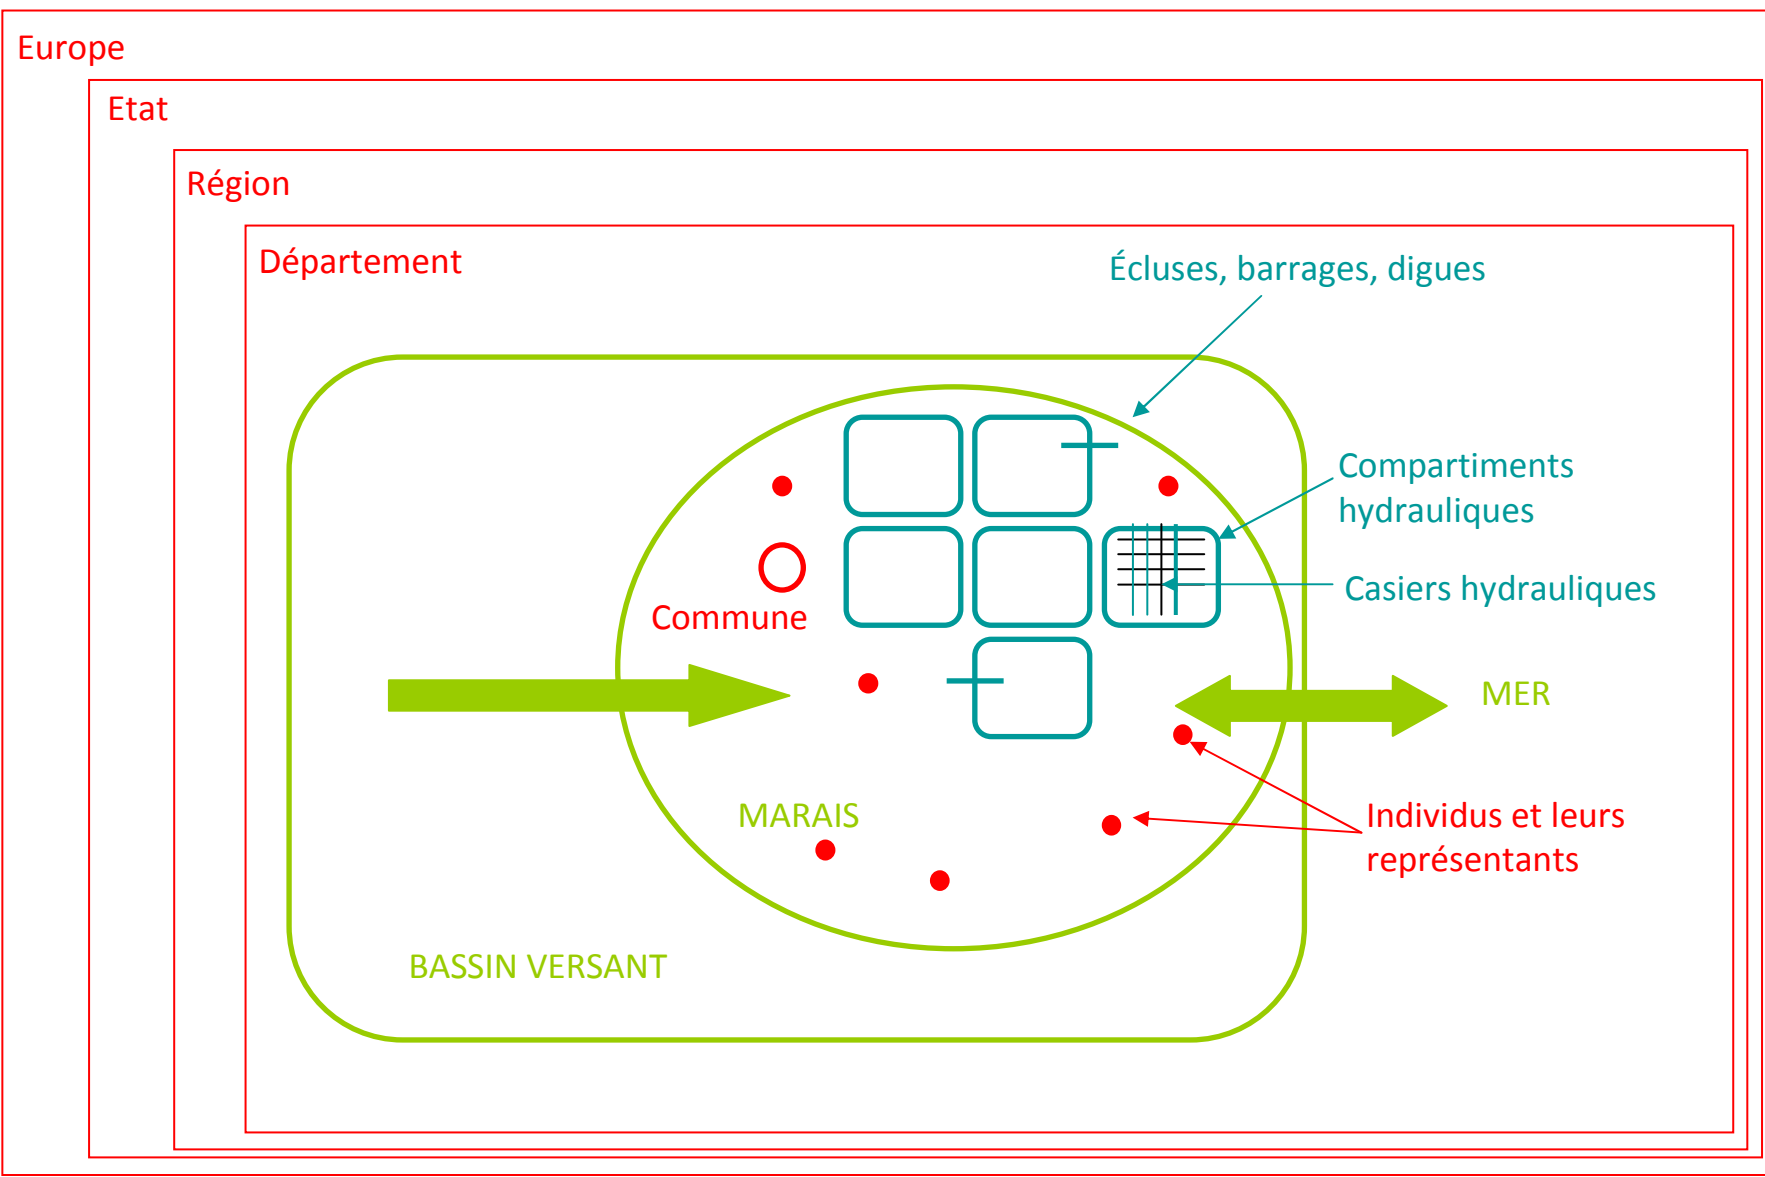 Europe
Etat
Région
Département
Écluses, barrages, digues
Compartiments
hydrauliques
Casiers hydrauliques
Commune
MER
MARAIS
Individus et leurs
représentants
BASSIN VERSANT